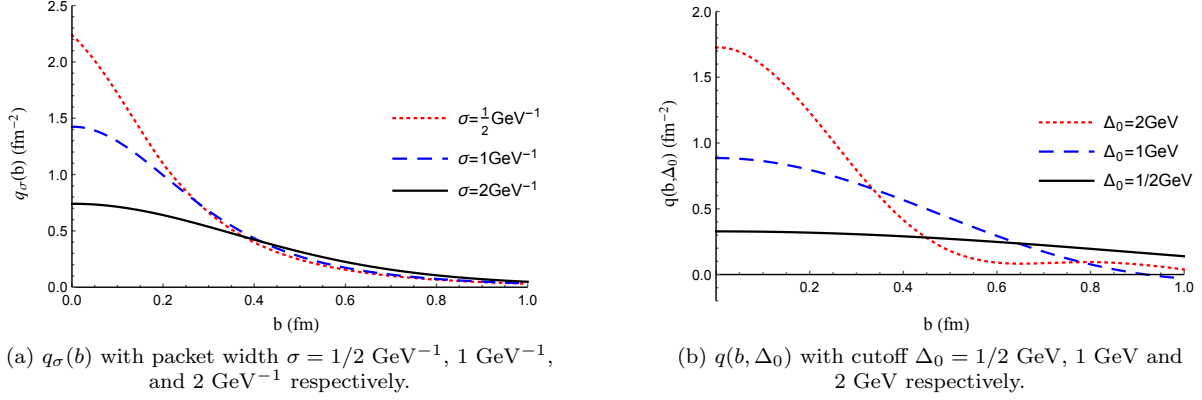 2.5
2.0
1.5
1.0
0.5
0.0
0.0 0.2 0.4 0.6 0.8 1.0
b (fm)
qσ(b) (fm⁻²)
σ=1/2 GeV⁻¹
σ=1GeV⁻¹
σ=2GeV⁻¹
2.0
1.5
1.0
0.5
0.0
0.2 0.4 0.6 0.8 1.0
b (fm)
q(b,Δ₀) (fm⁻²)
Δ₀=2GeV
Δ₀=1GeV
Δ₀=1/2GeV
(a) qσ(b) with packet width σ = 1/2 GeV⁻¹, 1 GeV⁻¹,
and 2 GeV⁻¹ respectively.
(b) q(b, Δ₀) with cutoff Δ₀ = 1/2 GeV, 1 GeV and
2 GeV respectively.